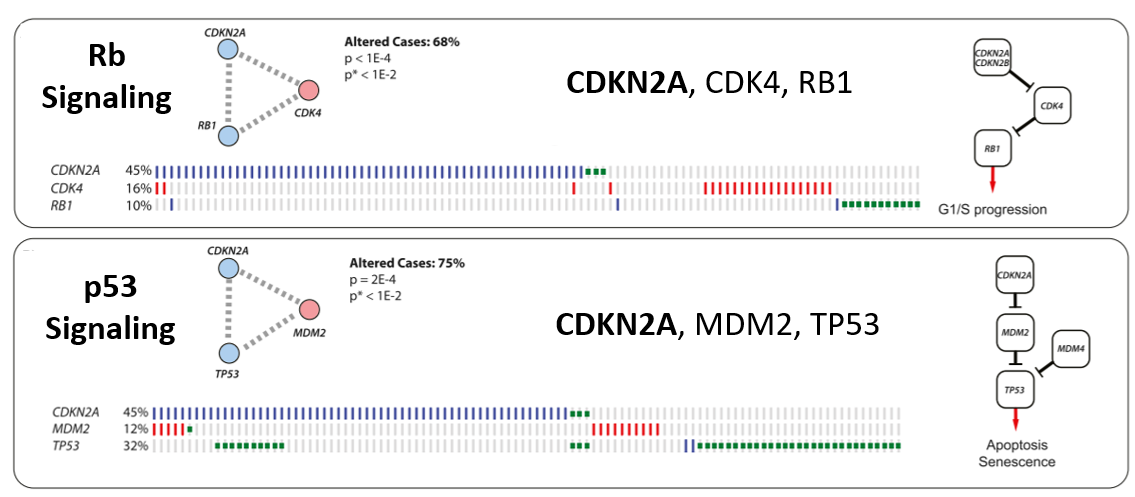 Rb
Signaling
CDKN2A
RB1
CDK4
Altered Cases: 68%
p < 1E-4
p* < 1E-2
CDKN2A, CDK4, RB1
CDKN2A
CDKN2B
CDK4
RB1
G1/S progression
CDKN2A 45%
CDK4 16%
RB1 10%
p53
Signaling
CDKN2A
MDM2
TP53
Altered Cases: 75%
p = 2E-4
p* < 1E-2
CDKN2A, MDM2, TP53
CDKN2A
MDM2
MDM4
TP53
Apoptosis
Senescence
CDKN2A 45%
MDM2 12%
TP53 32%